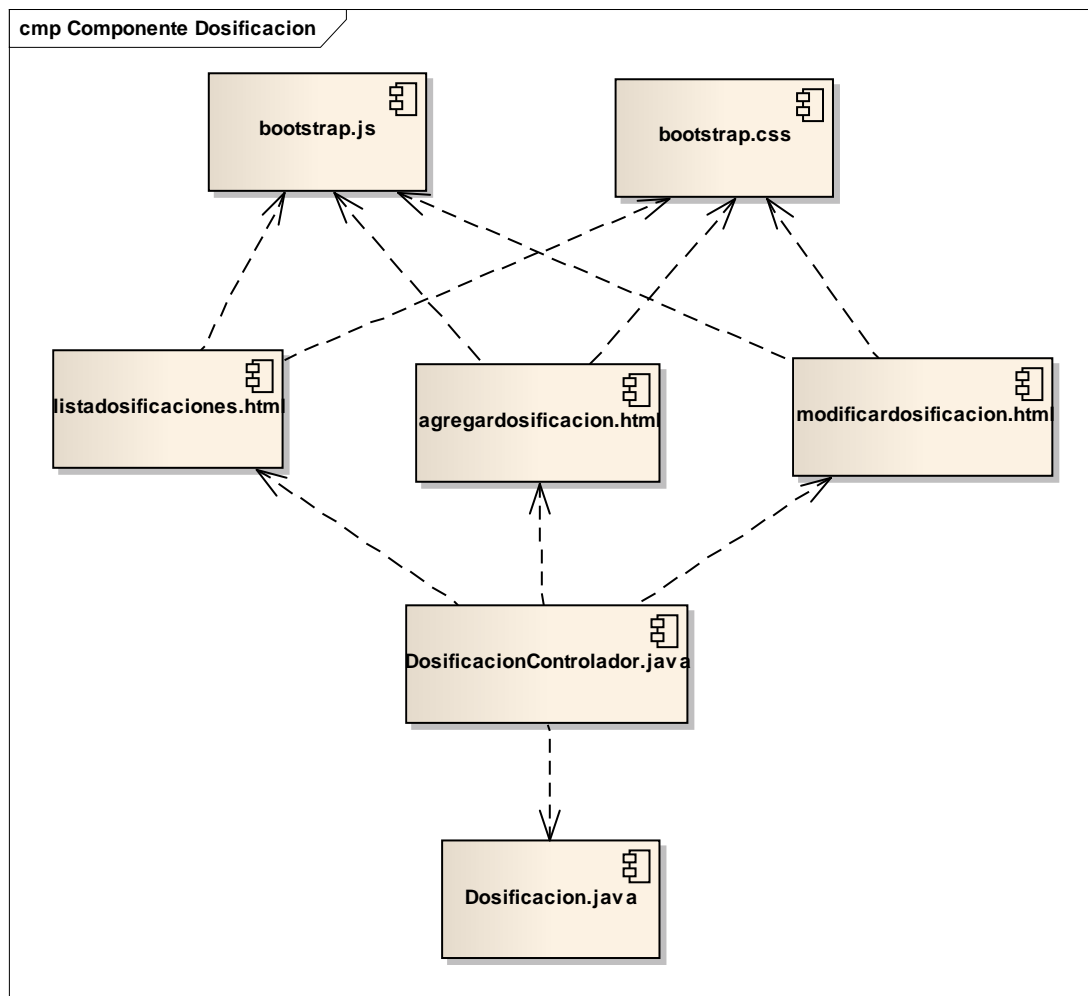 cmp Componente Dosificacion
bootstrap.js
bootstrap.css
listadosificaciones.html
agregardosificacion.html
modificardosificacion.html
DosificacionControlador.java
Dosificacion.java